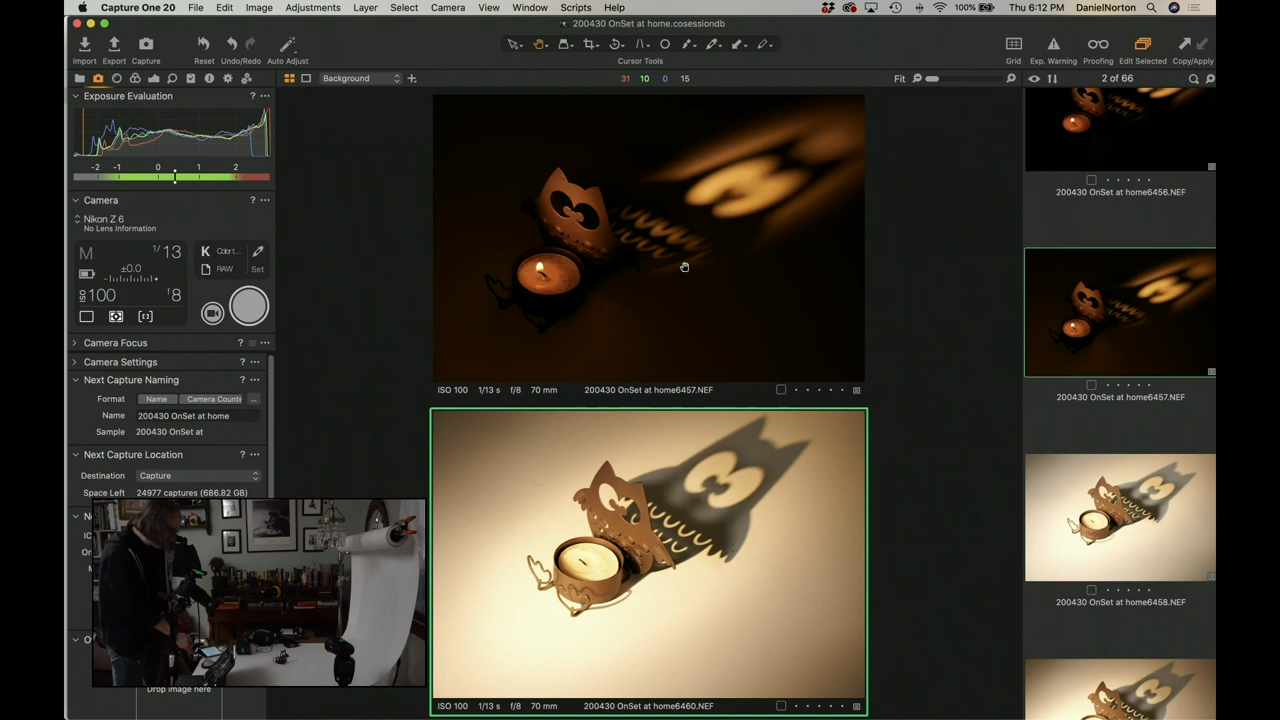 Capture One 20 File Edit Image Adjustments Layer Select Camera View Window Scripts Help 100% Thu 6:12 PM DanielNorton
200430 OnSet at home.cosessiondb
Import Export Capture Reset Undo/Redo Auto Adjust Cursor Tools Grid Exp. Warning Proofing Edit Selected Copy/Apply
Background 31 10 0 15 Fit 2 of 66
Exposure Evaluation ? ...
-2 -1 0 1 2
Camera ? ...
Nikon Z 6
No Lens Information
M 1/13
K Color t...
±0.0
RAW Set
ISO 100 f8
Camera Focus ?
Camera Settings ? ...
Next Capture Naming ? ...
Format Name Camera Counte ...
Name 200430 OnSet at home
Sample 200430 OnSet at
Next Capture Location ? ...
Destination Capture
Space Left 24977 captures (686.82 GB)
Drop image here
ISO 100 1/13 s f/8 70 mm 200430 OnSet at home6457.NEF
ISO 100 1/13 s f/8 70 mm 200430 OnSet at home6460.NEF
200430 OnSet at home6456.NEF
200430 OnSet at home6457.NEF
200430 OnSet at home6458.NEF